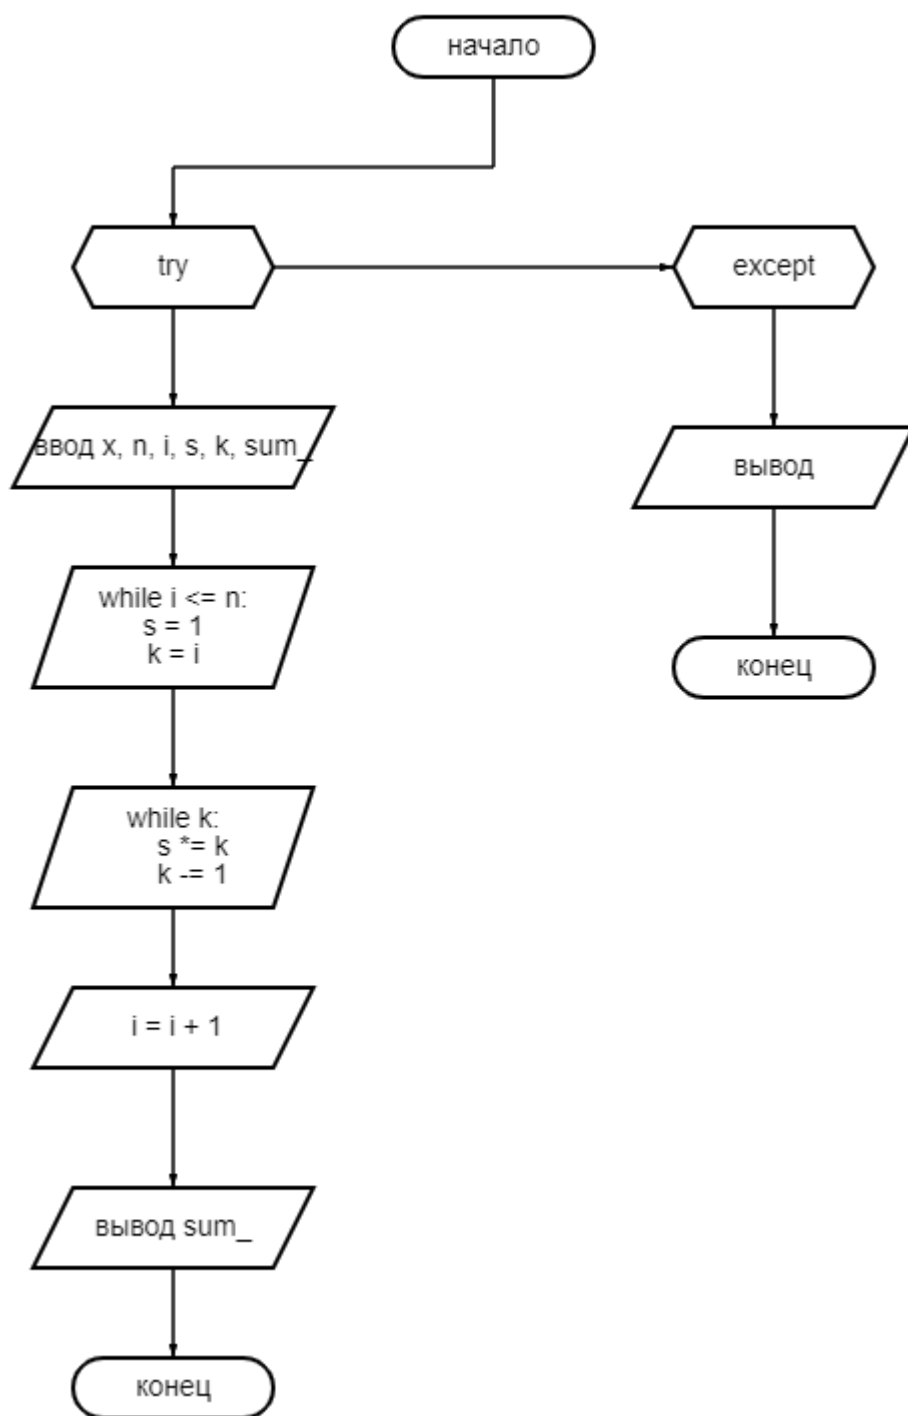 начало
try
except
ввод x, n, i, s, k, sum_
вывод
while i <= n:
s = 1
k = i
конец
while k:
s *= k
k -= 1
i = i + 1
вывод sum_
конец